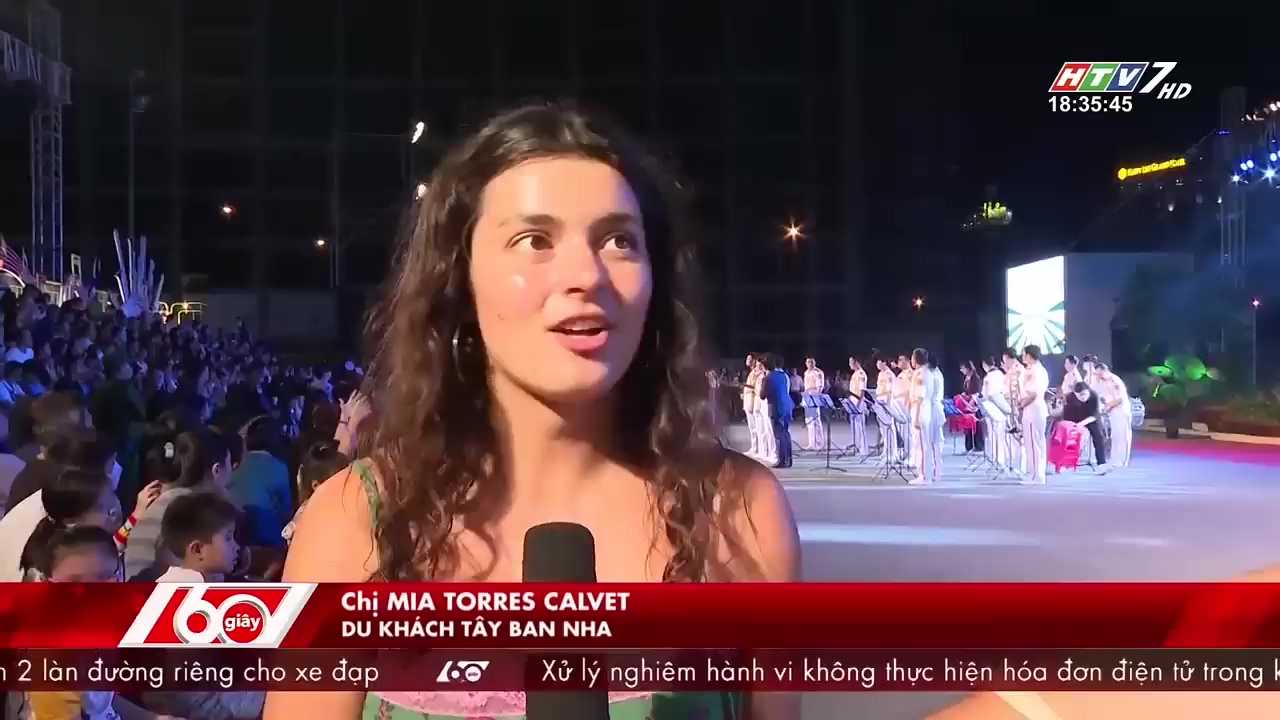 HTV7 HD
18:35:45
60 giây
Chị MIA TORRES CALVET
DU KHÁCH TÂY BAN NHA
2 làn đường riêng cho xe đạp
60
Xử lý nghiêm hành vi không thực hiện hóa đơn điện tử trong